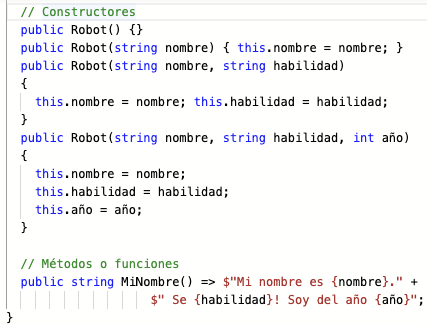 // Constructores
public Robot() {}
public Robot(string nombre) { this.nombre = nombre; }
public Robot(string nombre, string habilidad)
{
this.nombre = nombre; this.habilidad = habilidad;
}
public Robot(string nombre, string habilidad, int año)
{
this.nombre = nombre;
this.habilidad = habilidad;
this.año = año;
}
// Métodos o funciones
public string MiNombre() => $"Mi nombre es {nombre}." +
$" Se {habilidad}! Soy del año {año}";
}